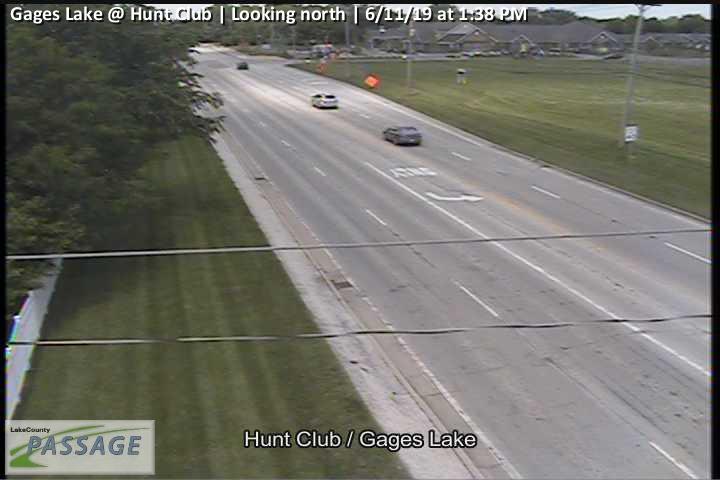 Gages Lake @ Hunt Club | Looking north | 6/11/19 at 1:38 PM
Hunt Club / Gages Lake
LakeCounty
PASSAGE